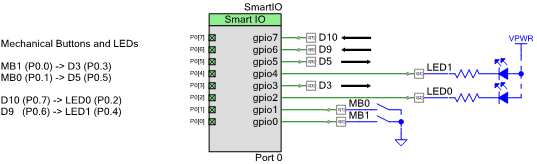 SmartIO
Smart IO
Mechanical Buttons and LEDs
MB1 (P0.0) -> D3 (P0.3)
MB0 (P0.1) -> D5 (P0.5)
D10 (P0.7) -> LED0 (P0.2)
D9 (P0.6) -> LED1 (P0.4)
P0[7] gpio7 D10
P0[6] gpio6 D9
P0[5] gpio5 D5
P0[4] gpio4 LED1
P0[3] gpio3 D3
P0[2] gpio2 LED0
P0[1] gpio1 MB0
P0[0] gpio0 MB1
VPWR
Port 0